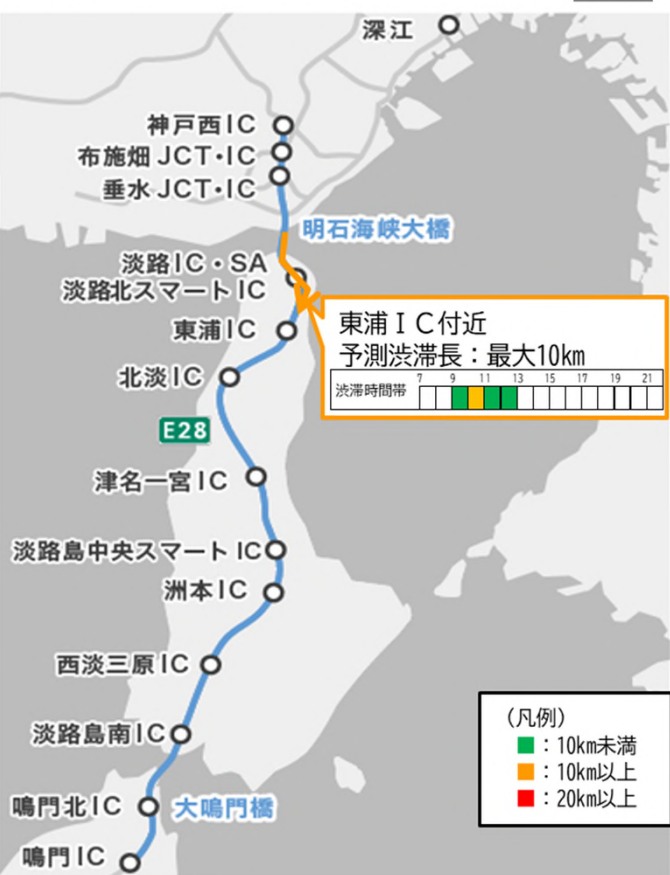 深江
神戸西IC
布施畑 JCT・IC
垂水 JCT・IC
明石海峡大橋
淡路IC・SA
淡路北スマートIC
東浦IC付近
予測渋滞長：最大10km
渋滞時間帯 7 9 11 13 15 17 19 21
東浦IC
北淡IC
E28
津名一宮IC
淡路島中央スマートIC
洲本IC
西淡三原IC
淡路島南IC
鳴門北IC
大鳴門橋
鳴門IC
（凡例）
：10km未満
：10km以上
：20km以上